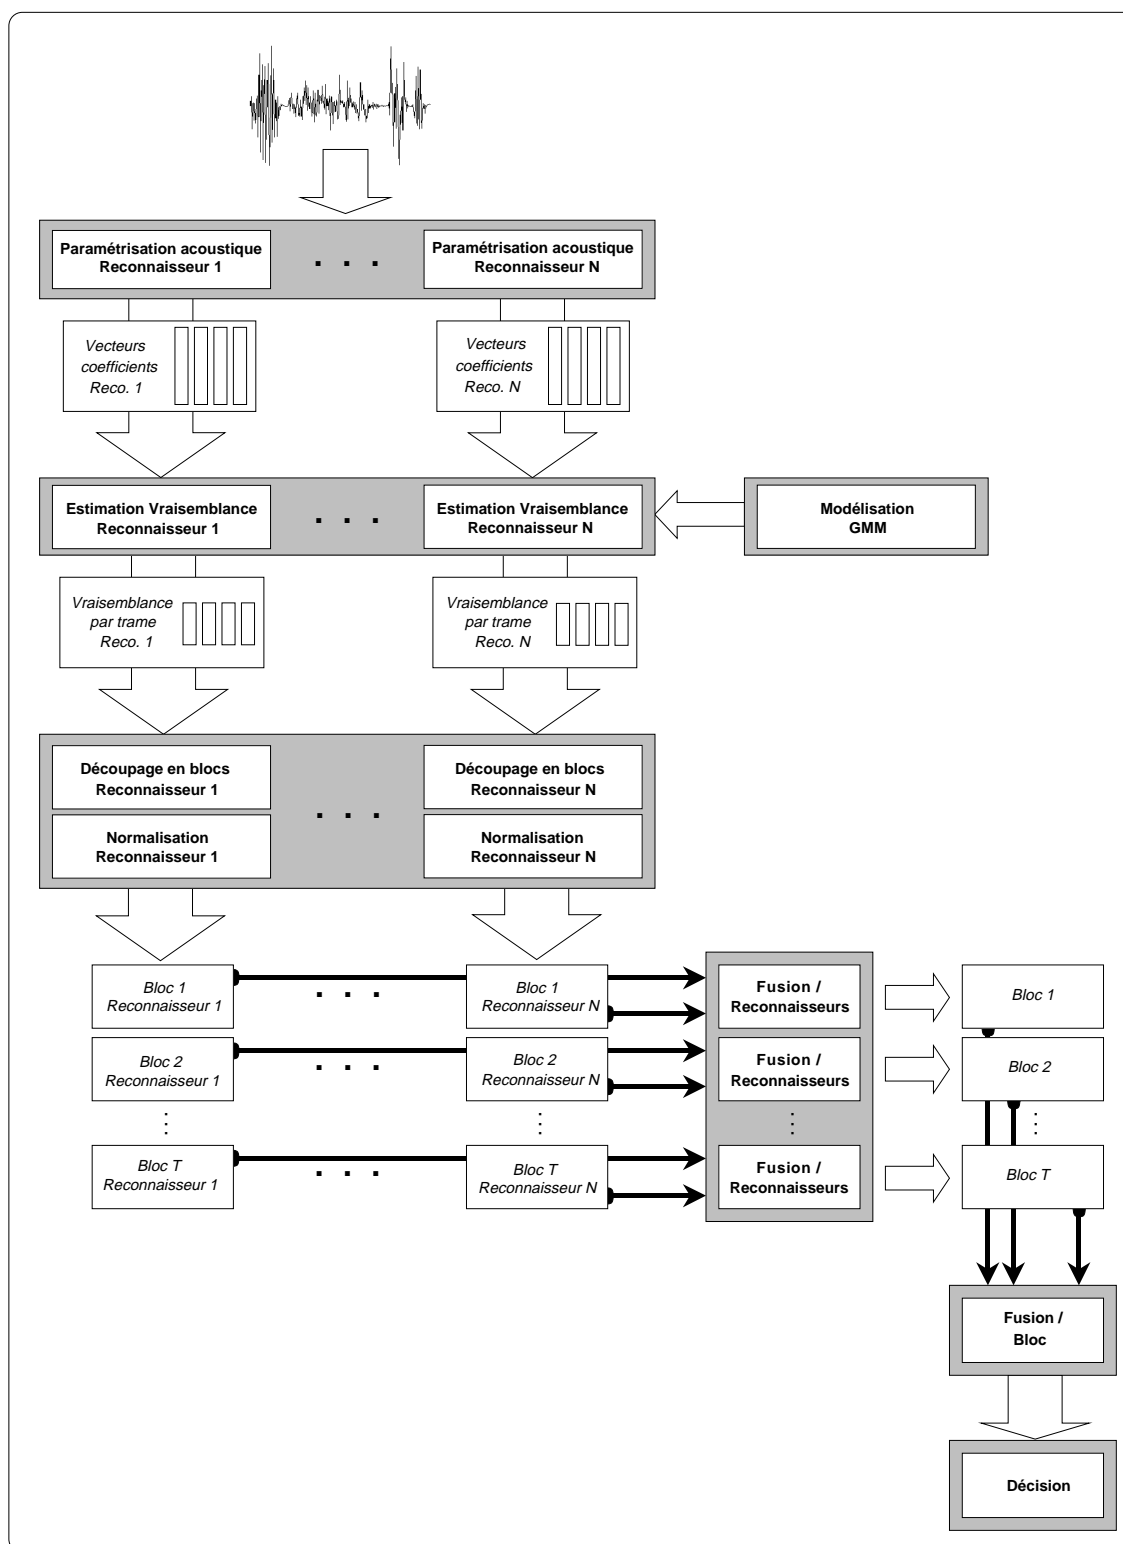 Paramétrisation acoustique
Reconnaisseur 1
. . .
Paramétrisation acoustique
Reconnaisseur N
Vecteurs
coefficients
Reco. 1
Vecteurs
coefficients
Reco. N
Estimation Vraisemblance
Reconnaisseur 1
. . .
Estimation Vraisemblance
Reconnaisseur N
Modélisation
GMM
Vraisemblance
par trame
Reco. 1
Vraisemblance
par trame
Reco. N
Découpage en blocs
Reconnaisseur 1
Normalisation
Reconnaisseur 1
. . .
Découpage en blocs
Reconnaisseur N
Normalisation
Reconnaisseur N
Bloc 1
Reconnaisseur 1
. . .
Bloc 1
Reconnaisseur N
Fusion /
Reconnaisseurs
Bloc 1
Bloc 2
Reconnaisseur 1
. . .
Bloc 2
Reconnaisseur N
Fusion /
Reconnaisseurs
Bloc 2
Bloc T
Reconnaisseur 1
. . .
Bloc T
Reconnaisseur N
Fusion /
Reconnaisseurs
Bloc T
Fusion /
Bloc
Décision